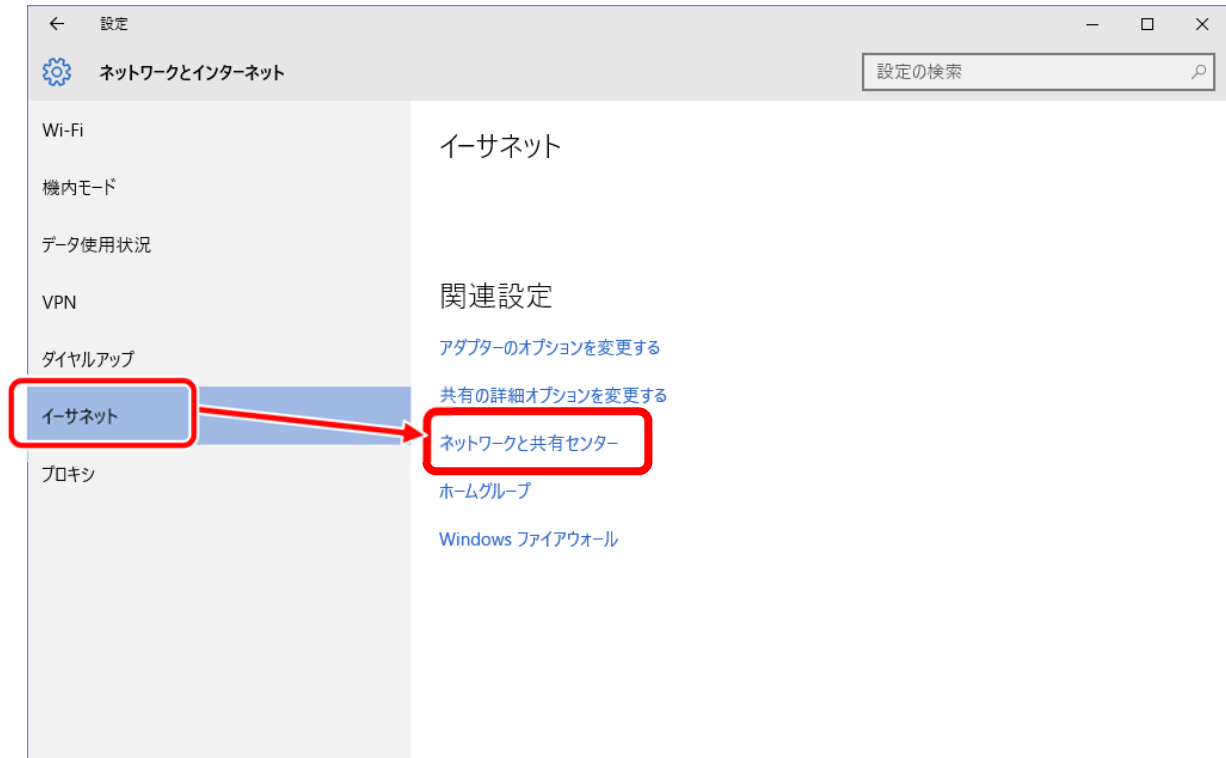 設定
ネットワークとインターネット
設定の検索
Wi-Fi
機内モード
データ使用状況
VPN
ダイヤルアップ
イーサネット
プロキシ
イーサネット
関連設定
アダプターのオプションを変更する
共有の詳細オプションを変更する
ネットワークと共有センター
ホームグループ
Windows ファイアウォール